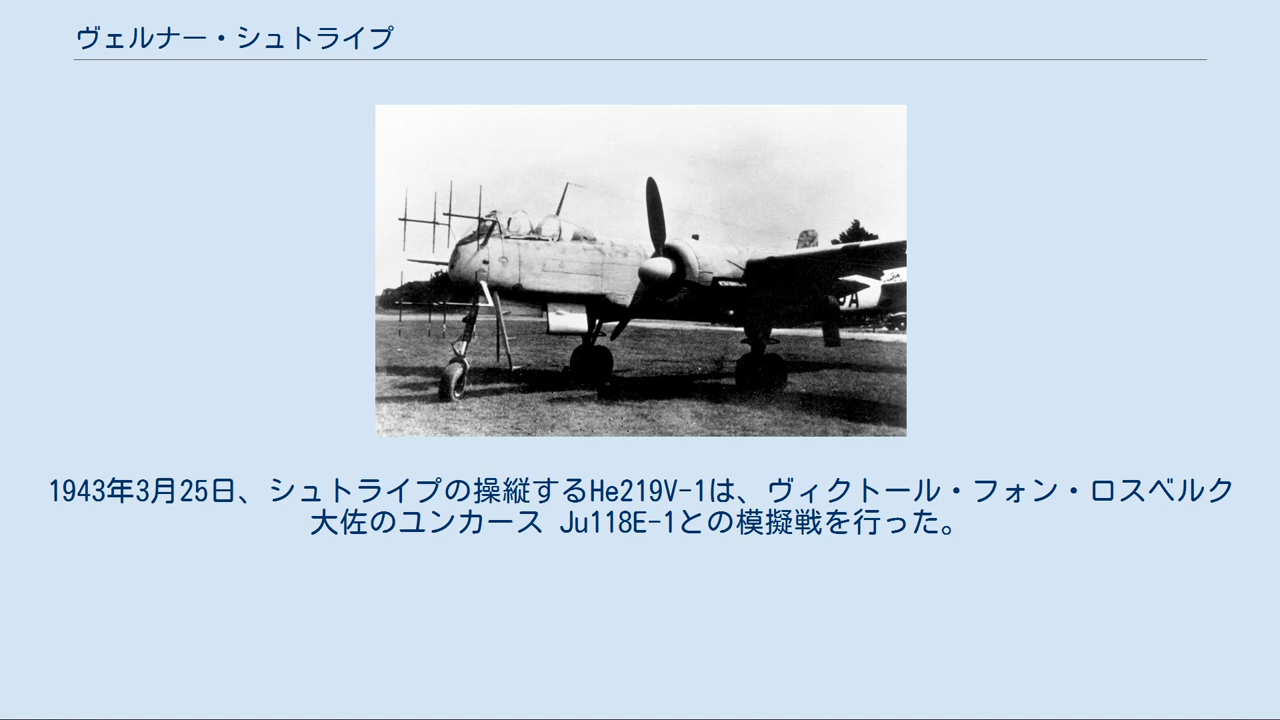 ヴェルナー・シュトライプ
1943年3月25日、シュトライプの操縦するHe219V-1は、ヴィクトール・フォン・ロスベルク
大佐のユンカース Ju118E-1との模擬戦を行った。